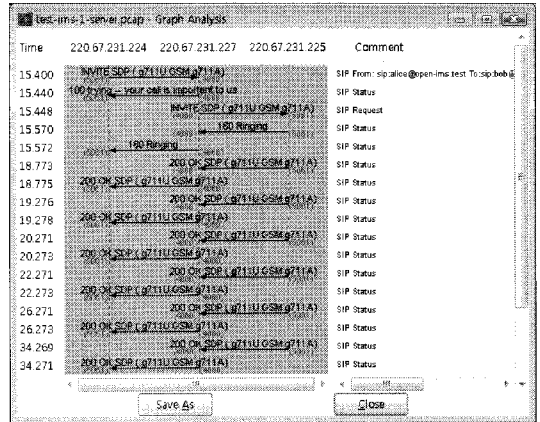 test-ims-1-server.pcap - Graph Analysis
Time 220.67.231.224 220.67.231.227 220.67.231.225 Comment
15.400 INVITE SDP ( g711U GSM g711A) SIP From: sip:alice@open-ims.test To:sip:bob@
15.440 100 trying -- your call is important to us SIP Status
15.448 INVITE SDP ( g711U GSM g711A) SIP Request
15.570 180 Ringing SIP Status
15.572 180 Ringing SIP Status
18.773 200 OK SDP ( g711U GSM g711A) SIP Status
18.775 200 OK SDP ( g711U GSM g711A) SIP Status
19.276 200 OK SDP ( g711U GSM g711A) SIP Status
19.278 200 OK SDP ( g711U GSM g711A) SIP Status
20.271 200 OK SDP ( g711U GSM g711A) SIP Status
20.273 200 OK SDP ( g711U GSM g711A) SIP Status
22.271 200 OK SDP ( g711U GSM g711A) SIP Status
22.273 200 OK SDP ( g711U GSM g711A) SIP Status
26.271 200 OK SDP ( g711U GSM g711A) SIP Status
26.273 200 OK SDP ( g711U GSM g711A) SIP Status
34.269 200 OK SDP ( g711U GSM g711A) SIP Status
34.271 200 OK SDP ( g711U GSM g711A) SIP Status
Save As Close